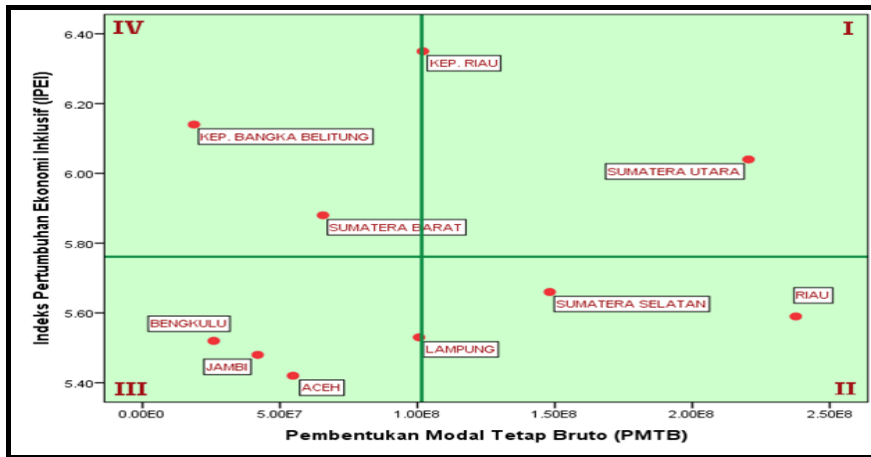 IV
I
6.40
KEP. RIAU
6.20
KEP. BANGKA BELITUNG
6.00
SUMATERA UTARA
SUMATERA BARAT
5.80
RIAU
SUMATERA SELATAN
5.60
BENGKULU
LAMPUNG
JAMBI
ACEH
5.40
III
II
0.00E0
5.00E7
1.00E8
1.50E8
2.00E8
2.50E8
Indeks Pertumbuhan Ekonomi Inklusif (IPEI)
Pembentukan Modal Tetap Bruto (PMTB)